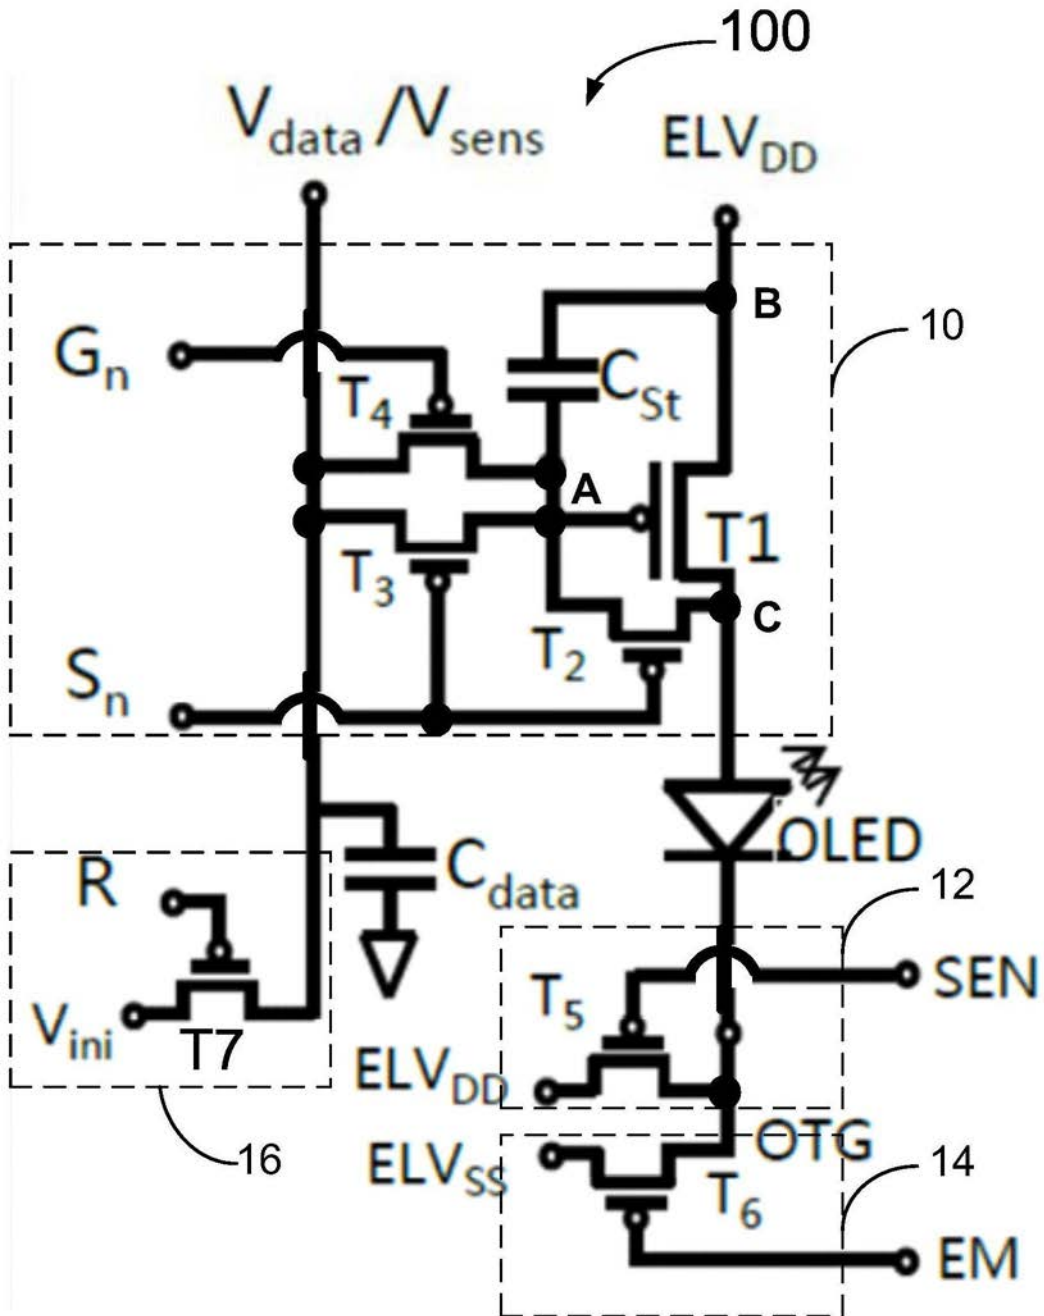 100
Vdata /Vsens
ELVDD
B
10
Gn
CSt
T4
A
T1
T3
C
T2
Sn
OLED
R
Cdata
12
SEN
T5
Vini
T7
ELVDD
OTG
16
ELVSS
14
T6
EM